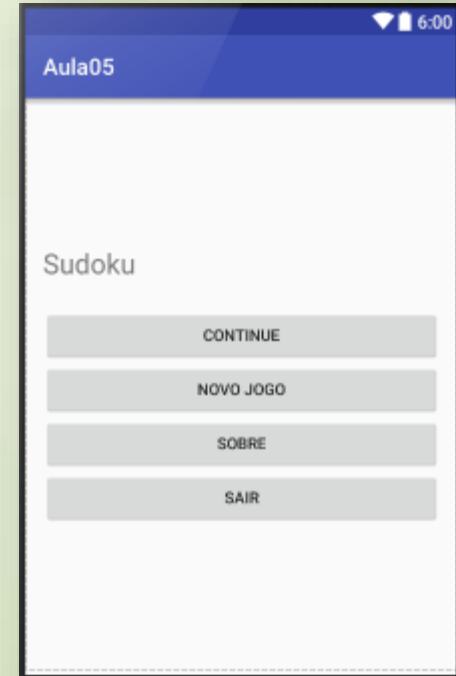 6:00
Aula05
Sudoku
CONTINUE
NOVO JOGO
SOBRE
SAIR